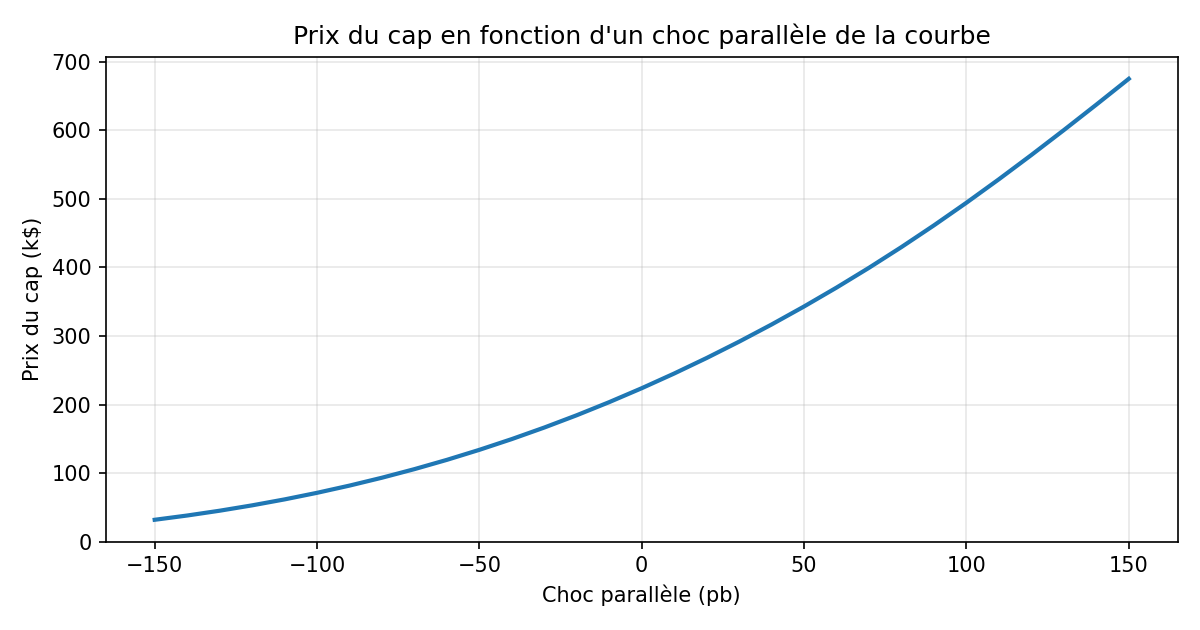 Prix du cap en fonction d'un choc parallèle de la courbe
Prix du cap (k$)
700
600
500
400
300
200
100
0
−150 −100 −50 0 50 100 150
Choc parallèle (pb)